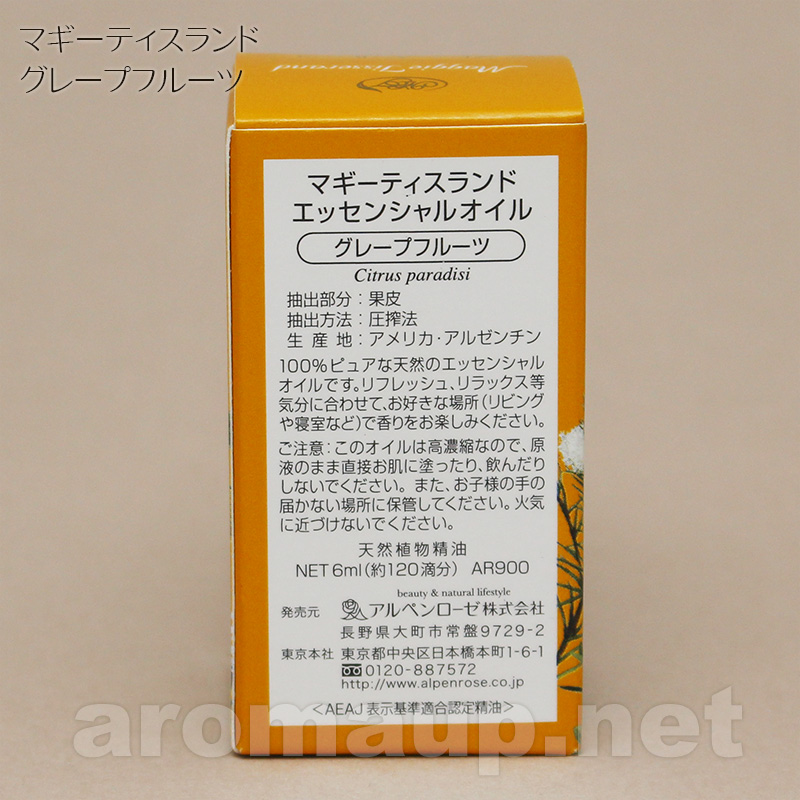 マギーティスランド
グレープフルーツ
Maggie Tisserand
マギーティスランド
エッセンシャルオイル
グレープフルーツ
Citrus paradisi
抽出部分：果皮
抽出方法：圧搾法
生産地：アメリカ・アルゼンチン
100%ピュアな天然のエッセンシャル
オイルです。リフレッシュ、リラックス等
気分に合わせて、お好きな場所（リビング
や寝室など）で香りをお楽しみください。
ご注意：このオイルは高濃縮なので、原
液のまま直接お肌に塗ったり、飲んだり
しないでください。また、お子様の手の
届かない場所に保管してください。火気
に近づけないでください。
天然植物精油
NET 6ml（約120滴分） AR900
beauty & natural lifestyle
発売元 アルペンローゼ株式会社
長野県大町市常盤9729-2
東京本社 東京都中央区日本橋本町1-6-1
0120-887572
http://www.alpenrose.co.jp
＜AEAJ表示基準適合認定精油＞
aromaup.net